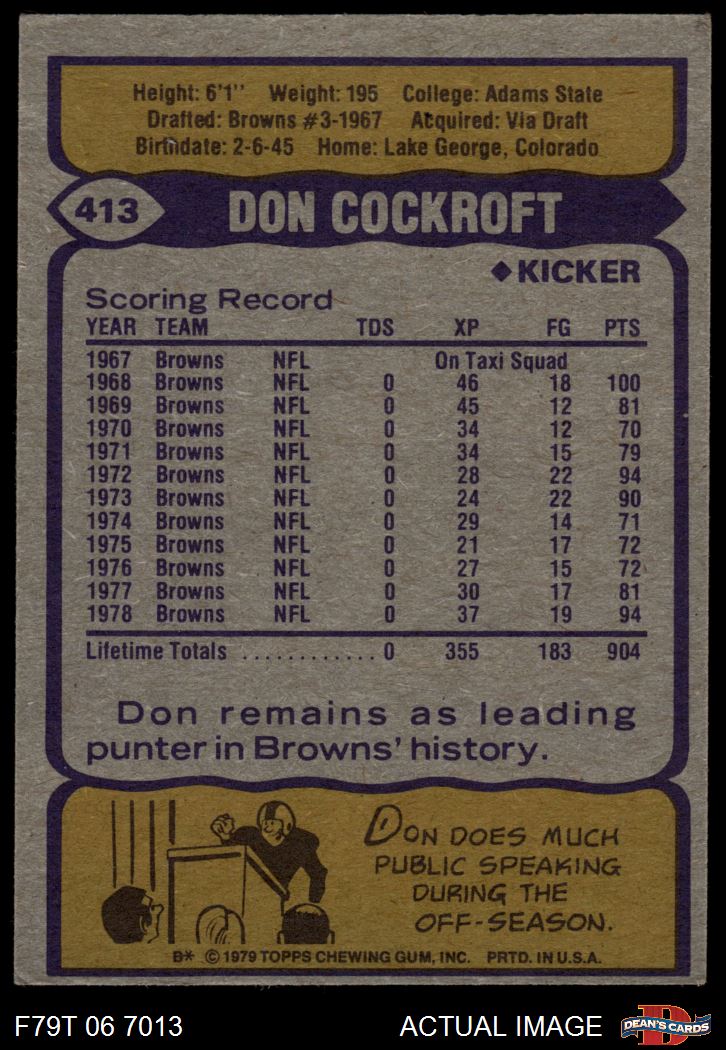 Height: 6'1" Weight: 195 College: Adams State
Drafted: Browns #3-1967 Acquired: Via Draft
Birthdate: 2-6-45 Home: Lake George, Colorado
413 DON COCKROFT
◆KICKER
Scoring Record
YEAR TEAM TDS XP FG PTS
1967 Browns NFL On Taxi Squad
1968 Browns NFL 0 46 18 100
1969 Browns NFL 0 45 12 81
1970 Browns NFL 0 34 12 70
1971 Browns NFL 0 34 15 79
1972 Browns NFL 0 28 22 94
1973 Browns NFL 0 24 22 90
1974 Browns NFL 0 29 14 71
1975 Browns NFL 0 21 17 72
1976 Browns NFL 0 27 15 72
1977 Browns NFL 0 30 17 81
1978 Browns NFL 0 37 19 94
Lifetime Totals ............0 355 183 904
Don remains as leading
punter in Browns' history.
DON DOES MUCH
PUBLIC SPEAKING
DURING THE
OFF-SEASON.
B* © 1979 TOPPS CHEWING GUM, INC. PRTD. IN U.S.A.
F79T 06 7013 ACTUAL IMAGE
D
DEAN'S CARDS